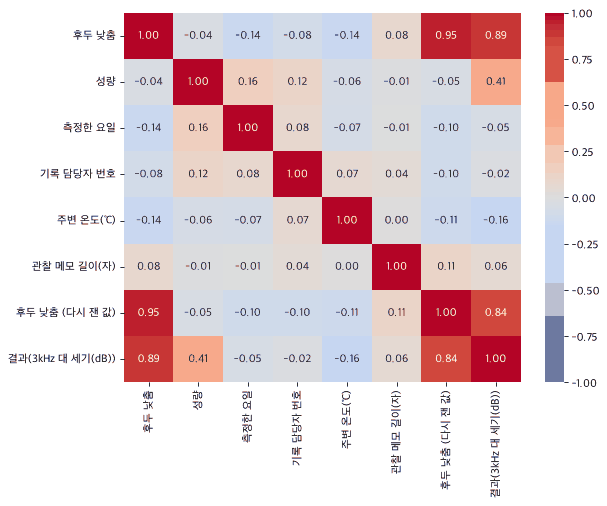 후두 낮춤 1.00 -0.04 -0.14 -0.08 -0.14 0.08 0.95 0.89
성량 -0.04 1.00 0.16 0.12 -0.06 -0.01 -0.05 0.41
측정한 요일 -0.14 0.16 1.00 0.08 -0.07 -0.01 -0.10 -0.05
기록 담당자 번호 -0.08 0.12 0.08 1.00 0.07 0.04 -0.10 -0.02
주변 온도(℃) -0.14 -0.06 -0.07 0.07 1.00 0.00 -0.11 -0.16
관찰 메모 길이(자) 0.08 -0.01 -0.01 0.04 0.00 1.00 0.11 0.06
후두 낮춤 (다시 잰 값) 0.95 -0.05 -0.10 -0.10 -0.11 0.11 1.00 0.84
결과(3kHz 대 세기(dB)) 0.89 0.41 -0.05 -0.02 -0.16 0.06 0.84 1.00
후두 낮춤
성량
측정한 요일
기록 담당자 번호
주변 온도(℃)
관찰 메모 길이(자)
후두 낮춤 (다시 잰 값)
결과(3kHz 대 세기(dB))
1.00
0.75
0.50
0.25
0.00
-0.25
-0.50
-0.75
-1.00